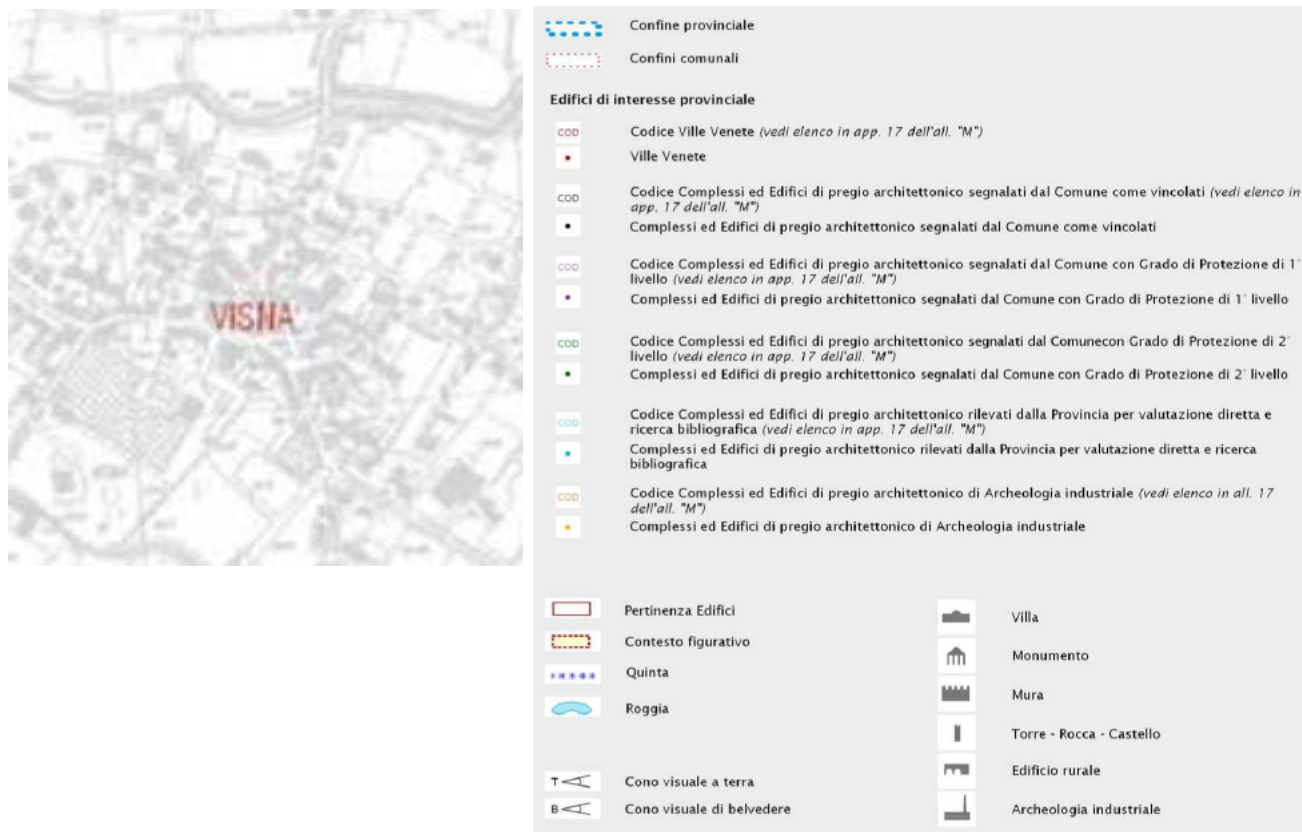 VISNA'
Confine provinciale
Confini comunali
Edifici di interesse provinciale
COD
Codice Ville Venete (vedi elenco in app. 17 dell'all. "M")
Ville Venete
COD
Codice Complessi ed Edifici di pregio architettonico segnalati dal Comune come vincolati (vedi elenco in
app. 17 dell'all. "M")
Complessi ed Edifici di pregio architettonico segnalati dal Comune come vincolati
COD
Codice Complessi ed Edifici di pregio architettonico segnalati dal Comune con Grado di Protezione di 1°
livello (vedi elenco in app. 17 dell'all. "M")
Complessi ed Edifici di pregio architettonico segnalati dal Comune con Grado di Protezione di 1° livello
COD
Codice Complessi ed Edifici di pregio architettonico segnalati dal Comunecon Grado di Protezione di 2°
livello (vedi elenco in app. 17 dell'all. "M")
Complessi ed Edifici di pregio architettonico segnalati dal Comune con Grado di Protezione di 2° livello
COD
Codice Complessi ed Edifici di pregio architettonico rilevati dalla Provincia per valutazione diretta e
ricerca bibliografica (vedi elenco in app. 17 dell'all. "M")
Complessi ed Edifici di pregio architettonico rilevati dalla Provincia per valutazione diretta e ricerca
bibliografica
COD
Codice Complessi ed Edifici di pregio architettonico di Archeologia industriale (vedi elenco in all. 17
dell'all. "M")
Complessi ed Edifici di pregio architettonico di Archeologia industriale
Pertinenza Edifici
Contesto figurativo
Quinta
Roggia
T
Cono visuale a terra
B
Cono visuale di belvedere
Villa
Monumento
Mura
Torre - Rocca - Castello
Edificio rurale
Archeologia industriale